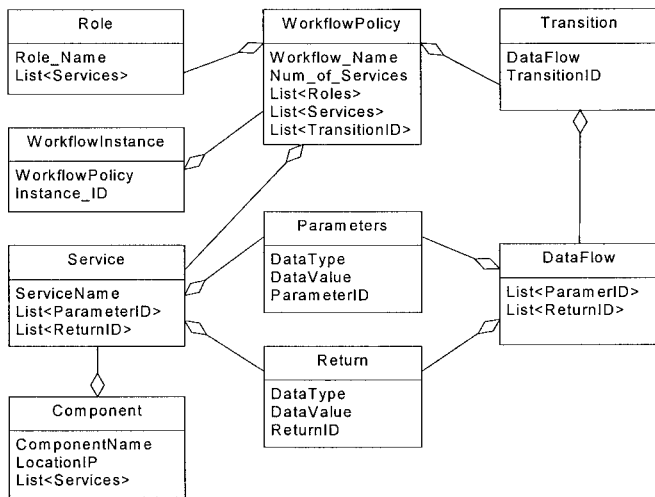 Role
Role_Name
List<Services>
WorkflowPolicy
Workflow_Name
Num_of_Services
List<Roles>
List<Services>
List<TransitionID>
Transition
DataFlow
TransitionID
WorkflowInstance
WorkflowPolicy
Instance_ID
Service
ServiceName
List<ParameterID>
List<ReturnID>
Parameters
DataType
DataValue
ParameterID
DataFlow
List<ParamerID>
List<ReturnID>
Return
DataType
DataValue
ReturnID
Component
ComponentName
LocationIP
List<Services>